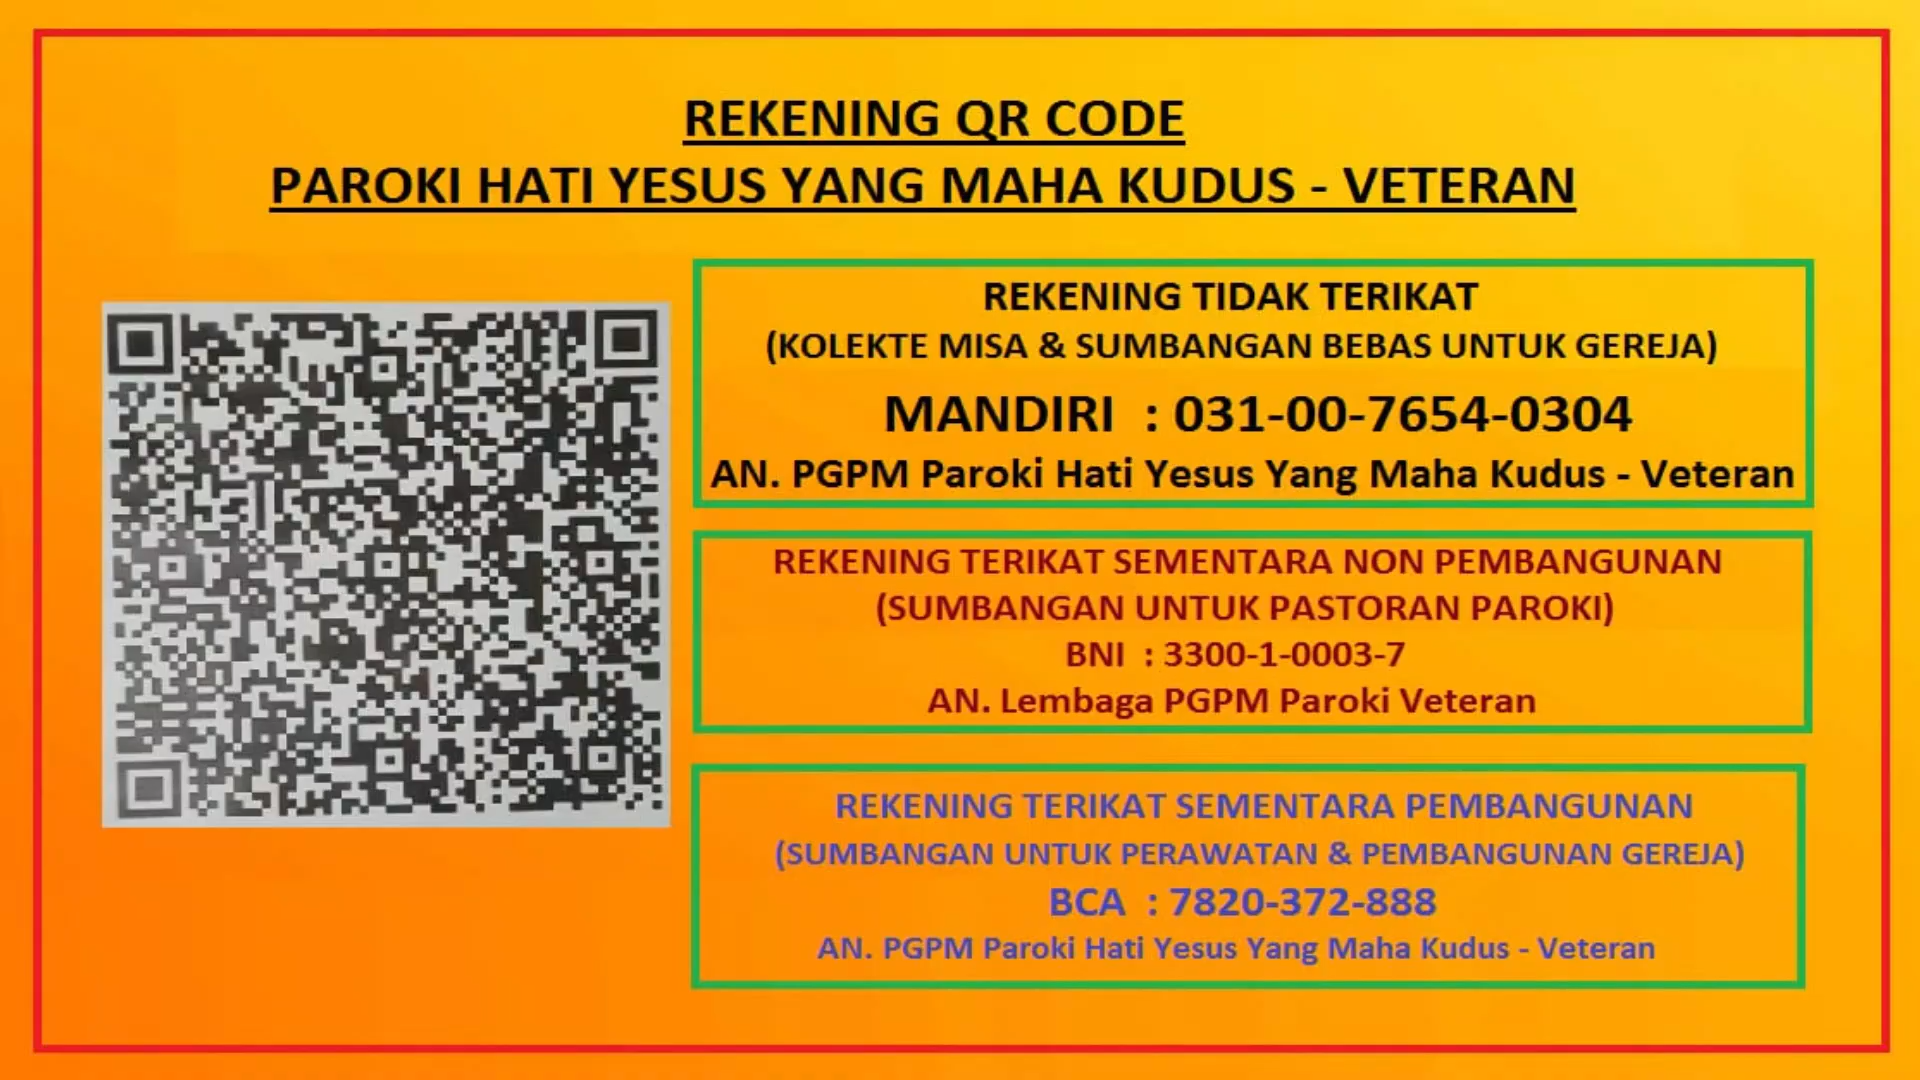 REKENING QR CODE
PAROKI HATI YESUS YANG MAHA KUDUS - VETERAN
REKENING TIDAK TERIKAT
(KOLEKTE MISA & SUMBANGAN BEBAS UNTUK GEREJA)
MANDIRI : 031-00-7654-0304
AN. PGPM Paroki Hati Yesus Yang Maha Kudus - Veteran
REKENING TERIKAT SEMENTARA NON PEMBANGUNAN
(SUMBANGAN UNTUK PASTORAN PAROKI)
BNI : 3300-1-0003-7
AN. Lembaga PGPM Paroki Veteran
REKENING TERIKAT SEMENTARA PEMBANGUNAN
(SUMBANGAN UNTUK PERAWATAN & PEMBANGUNAN GEREJA)
BCA : 7820-372-888
AN. PGPM Paroki Hati Yesus Yang Maha Kudus - Veteran